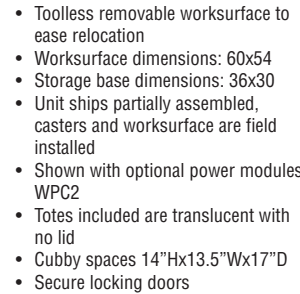 • Toolless removable worksurface to
ease relocation
• Worksurface dimensions: 60x54
• Storage base dimensions: 36x30
• Unit ships partially assembled,
casters and worksurface are field
installed
• Shown with optional power modules
WPC2
• Totes included are translucent with
no lid
• Cubby spaces 14”Hx13.5”Wx17”D
• Secure locking doors